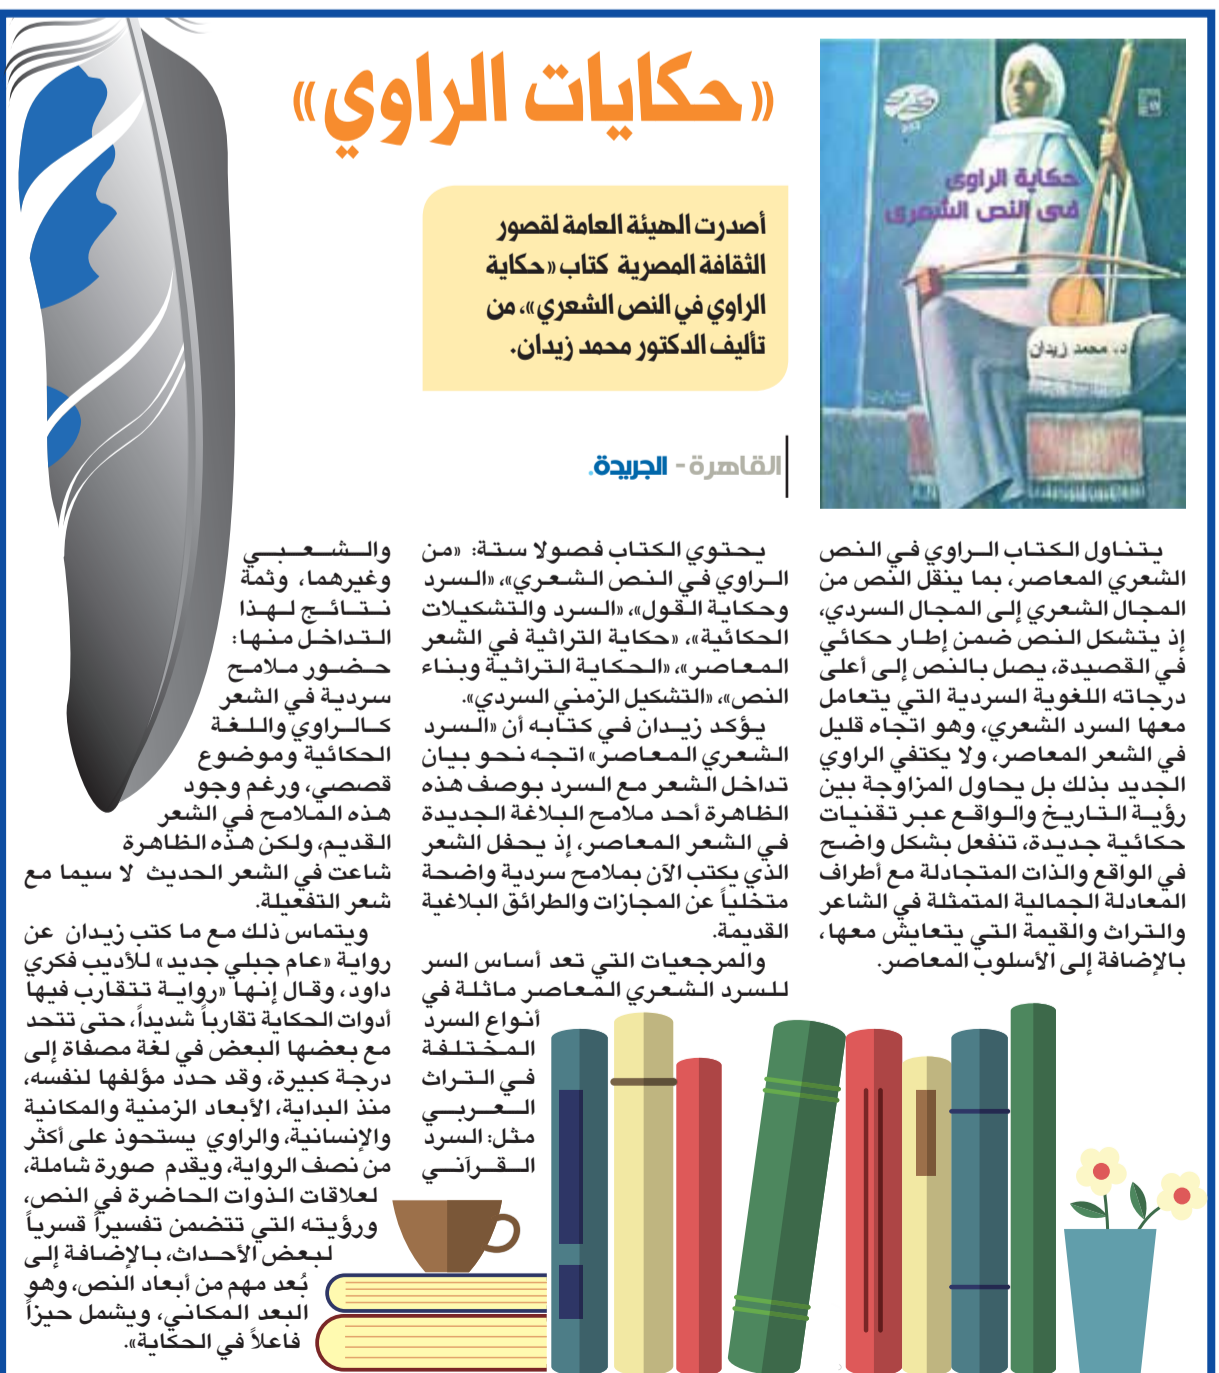 «حكايات الراوي»
حكاية الراوى
فى النص الشعرى
د. محمد زيدان
أصدرت الهيئة العامة لقصور
الثقافة المصرية كتاب «حكاية
الراوي في النص الشعري»، من
تأليف الدكتور محمد زيدان.
القاهرة - الجريدة.
يتناول الكتاب الراوي في النص
الشعري المعاصر، بما ينقل النص من
المجال الشعري إلى المجال السردي،
إذ يتشكل النص ضمن إطار حكائي
في القصيدة، يصل بالنص إلى أعلى
درجاته اللغوية السردية التي يتعامل
معها السرد الشعري، وهو اتجاه قليل
في الشعر المعاصر، ولا يكتفي الراوي
الجديد بذلك بل يحاول المزاوجة بين
رؤية التاريخ والواقع عبر تقنيات
حكائية جديدة، تنفعل بشكل واضح
في الواقع والذات المتجادلة مع أطراف
المعادلة الجمالية المتمثلة في الشاعر
والتراث والقيمة التي يتعايش معها،
بالإضافة إلى الأسلوب المعاصر.
يحتوي الكتاب فصولا ستة: «من
الراوي في النص الشعري»، «السرد
وحكاية القول»، «السرد والتشكيلات
الحكائية»، «حكاية التراثية في الشعر
المعاصر»، «الحكاية التراثية وبناء
النص»، «التشكيل الزمني السردي».
يؤكد زيدان في كتابه أن «السرد
الشعري المعاصر» اتجه نحو بيان
تداخل الشعر مع السرد بوصف هذه
الظاهرة أحد ملامح البلاغة الجديدة
في الشعر المعاصر، إذ يحفل الشعر
الذي يكتب الآن بملامح سردية واضحة
متخلياً عن المجازات والطرائق البلاغية
القديمة.
والمرجعيات التي تعد أساس السر
للسرد الشعري المعاصر ماثلة في
أنواع السرد
المختلفة
في التراث
العربي
مثل: السرد
القرآني
والشعبي
وغيرهما، وثمة
نتائج لهذا
التداخل منها:
حضور ملامح
سردية في الشعر
كالراوي واللغة
الحكائية وموضوع
قصصي، ورغم وجود
هذه الملامح في الشعر
القديم، ولكن هذه الظاهرة
شاعت في الشعر الحديث لا سيما مع
شعر التفعيلة.
ويتماس ذلك مع ما كتب زيدان عن
رواية «عام جبلي جديد» للأديب فكري
داود، وقال إنها «رواية تتقارب فيها
أدوات الحكاية تقارباً شديداً، حتى تتحد
مع بعضها البعض في لغة مصفاة إلى
درجة كبيرة، وقد حدد مؤلفها لنفسه،
منذ البداية، الأبعاد الزمنية والمكانية
والإنسانية، والراوي يستحوذ على أكثر
من نصف الرواية، ويقدم صورة شاملة،
لعلاقات الذوات الحاضرة في النص،
ورؤيته التي تتضمن تفسيراً قسرياً
لبعض الأحداث، بالإضافة إلى
بُعد مهم من أبعاد النص، وهو
البعد المكاني، ويشمل حيزاً
فاعلاً في الحكاية».